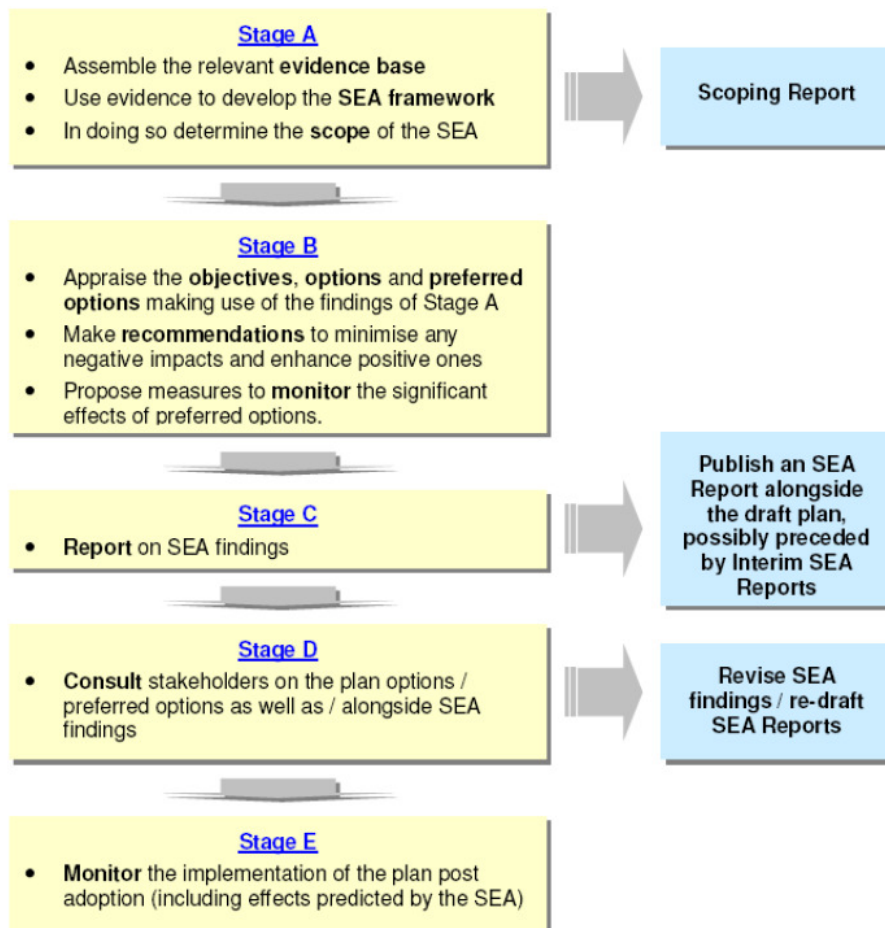 Stage A
• Assemble the relevant evidence base
• Use evidence to develop the SEA framework
• In doing so determine the scope of the SEA
Scoping Report
Stage B
• Appraise the objectives, options and preferred
options making use of the findings of Stage A
• Make recommendations to minimise any
negative impacts and enhance positive ones
• Propose measures to monitor the significant
effects of preferred options.
Stage C
• Report on SEA findings
Publish an SEA
Report alongside
the draft plan,
possibly preceded
by Interim SEA
Reports
Stage D
• Consult stakeholders on the plan options /
preferred options as well as / alongside SEA
findings
Revise SEA
findings / re-draft
SEA Reports
Stage E
• Monitor the implementation of the plan post
adoption (including effects predicted by the SEA)